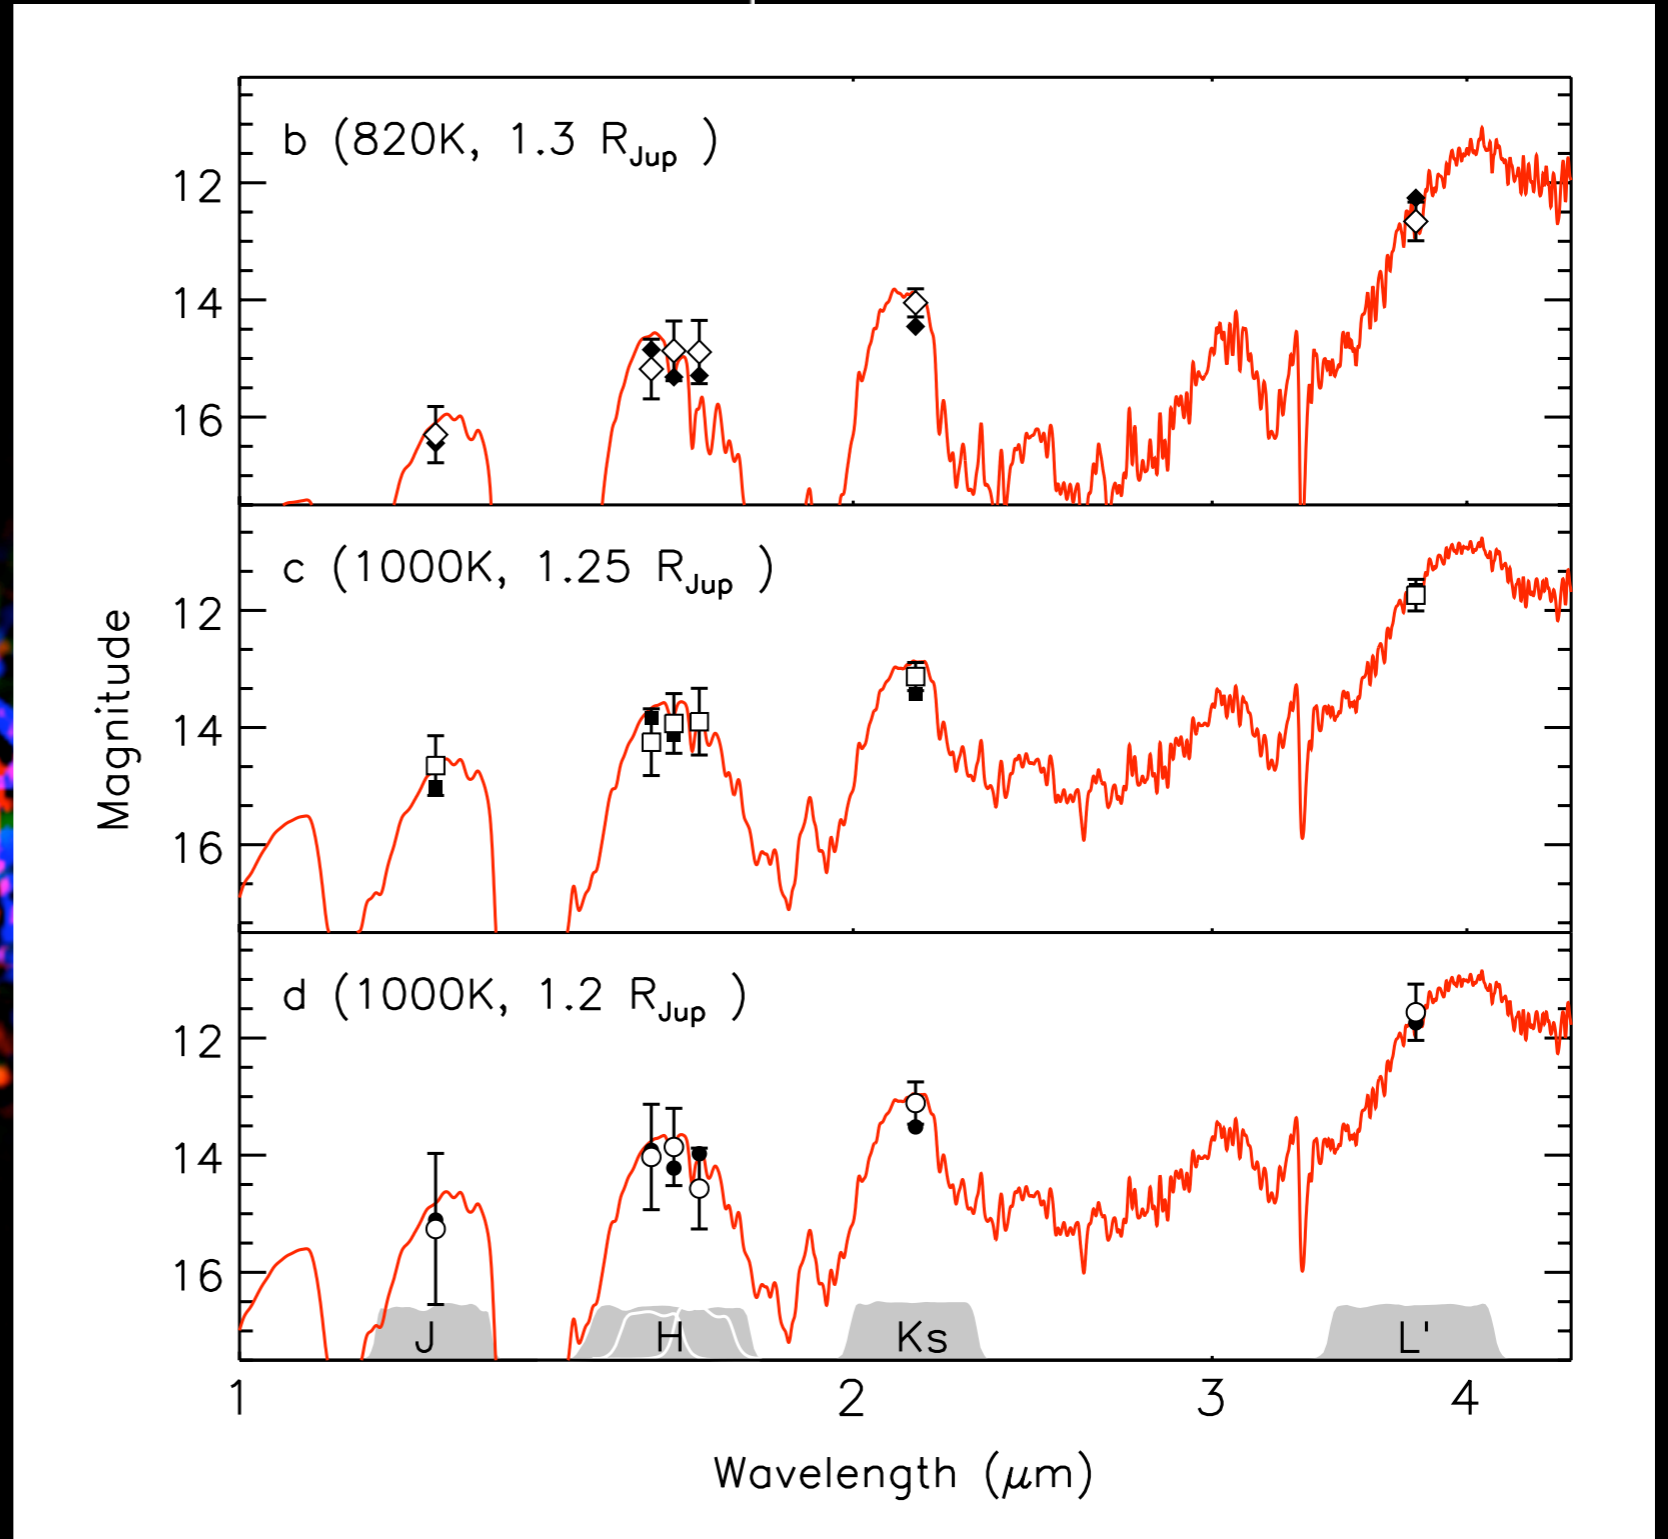 b (820K, 1.3 RJup )
12
14
16
c (1000K, 1.25 RJup )
12
14
16
Magnitude
d (1000K, 1.2 RJup )
12
14
16
J H Ks L'
1 2 3 4
Wavelength (μm)